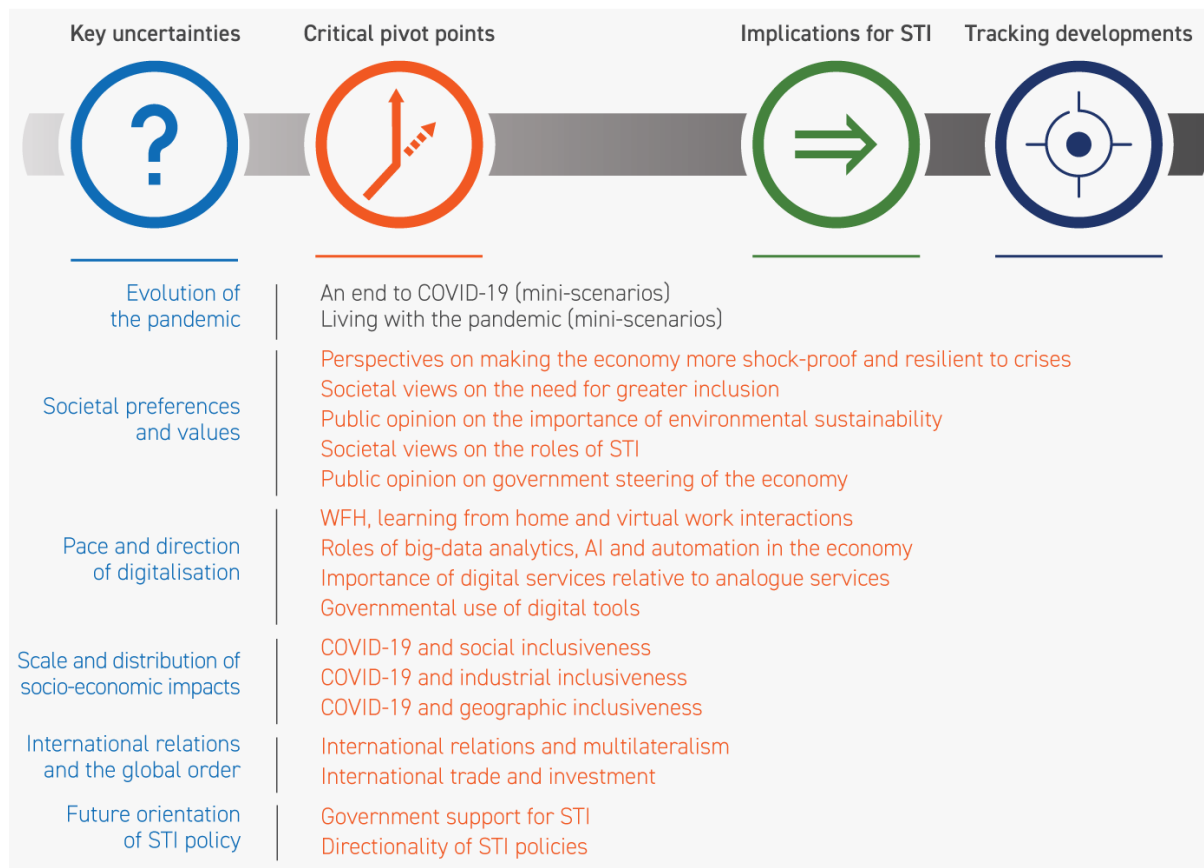 Key uncertainties
Critical pivot points
Implications for STI
Tracking developments
?
Evolution of
the pandemic
An end to COVID-19 (mini-scenarios)
Living with the pandemic (mini-scenarios)
Societal preferences
and values
Perspectives on making the economy more shock-proof and resilient to crises
Societal views on the need for greater inclusion
Public opinion on the importance of environmental sustainability
Societal views on the roles of STI
Public opinion on government steering of the economy
Pace and direction
of digitalisation
WFH, learning from home and virtual work interactions
Roles of big-data analytics, AI and automation in the economy
Importance of digital services relative to analogue services
Governmental use of digital tools
Scale and distribution of
socio-economic impacts
COVID-19 and social inclusiveness
COVID-19 and industrial inclusiveness
COVID-19 and geographic inclusiveness
International relations
and the global order
International relations and multilateralism
International trade and investment
Future orientation
of STI policy
Government support for STI
Directionality of STI policies